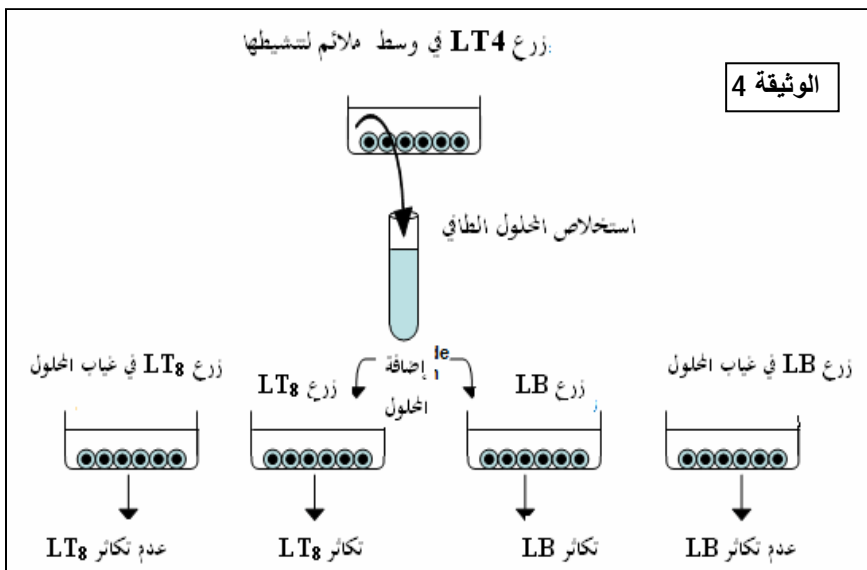 زرع LT4 في وسط ملائم لتنشيطها
الوثيقة 4
استخلاص المحلول الطافي
زرع LB في غياب المحلول
زرع LB
إضافة
المحلول
de
زرع LT8
زرع LT8 في غياب المحلول
عدم تكاثر LB
تكاثر LB
تكاثر LT8
عدم تكاثر LT8